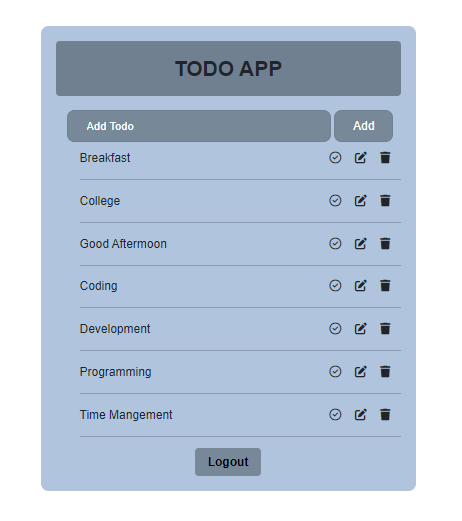 TODO APP
Add Todo Add
Breakfast
College
Good Aftermoon
Coding
Development
Programming
Time Mangement
Logout